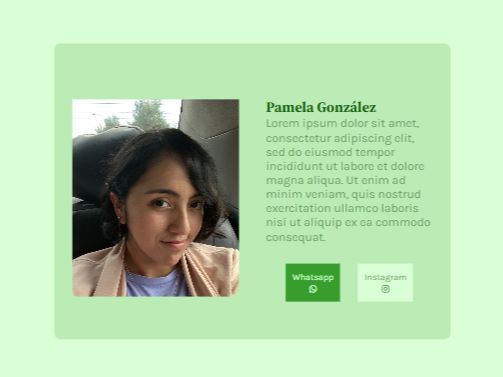 Pamela González
Lorem ipsum dolor sit amet,
consectetur adipiscing elit,
sed do eiusmod tempor
incididunt ut labore et dolore
magna aliqua. Ut enim ad
minim veniam, quis nostrud
exercitation ullamco laboris
nisi ut aliquip ex ea commodo
consequat.
Whatsapp
Instagram